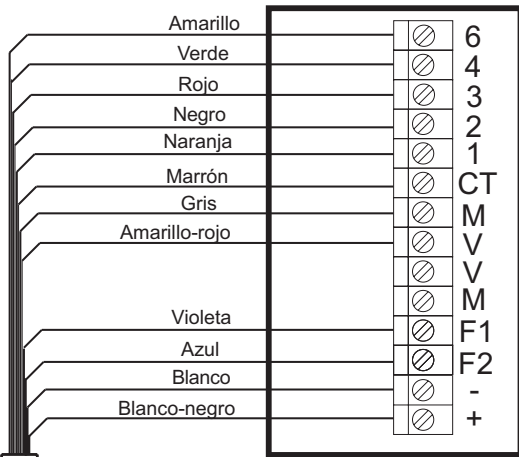 Amarillo 6
Verde 4
Rojo 3
Negro 2
Naranja 1
Marrón CT
Gris M
Amarillo-rojo V
V
M
Violeta F1
Azul F2
Blanco -
Blanco-negro +